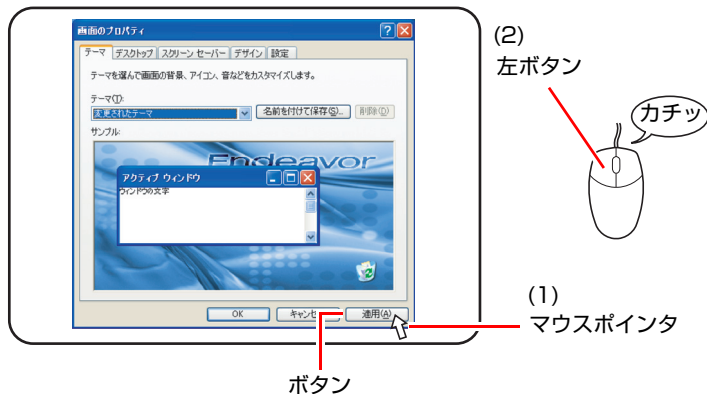 画面のプロパティ
テーマ デスクトップ スクリーン セーバー デザイン 設定
テーマを選んで画面の背景、アイコン、音などをカスタマイズします。
テーマ(T):
変更されたテーマ 名前を付けて保存(S)... 削除(D)
サンプル:
Endeavor
アクティブ ウィンドウ
ウィンドウの文字
OK キャンセ 適用(A)
(2)
左ボタン
カチッ
(1)
マウスポインタ
ボタン